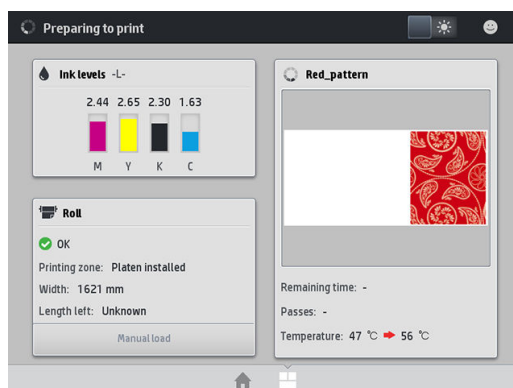 Preparing to print
Ink levels -L-
2.44 2.65 2.30 1.63
M Y K C
Roll
OK
Printing zone: Platen installed
Width: 1621 mm
Length left: Unknown
Manual load
Red_pattern
Remaining time: -
Passes: -
Temperature: 47 °C ➡ 56 °C